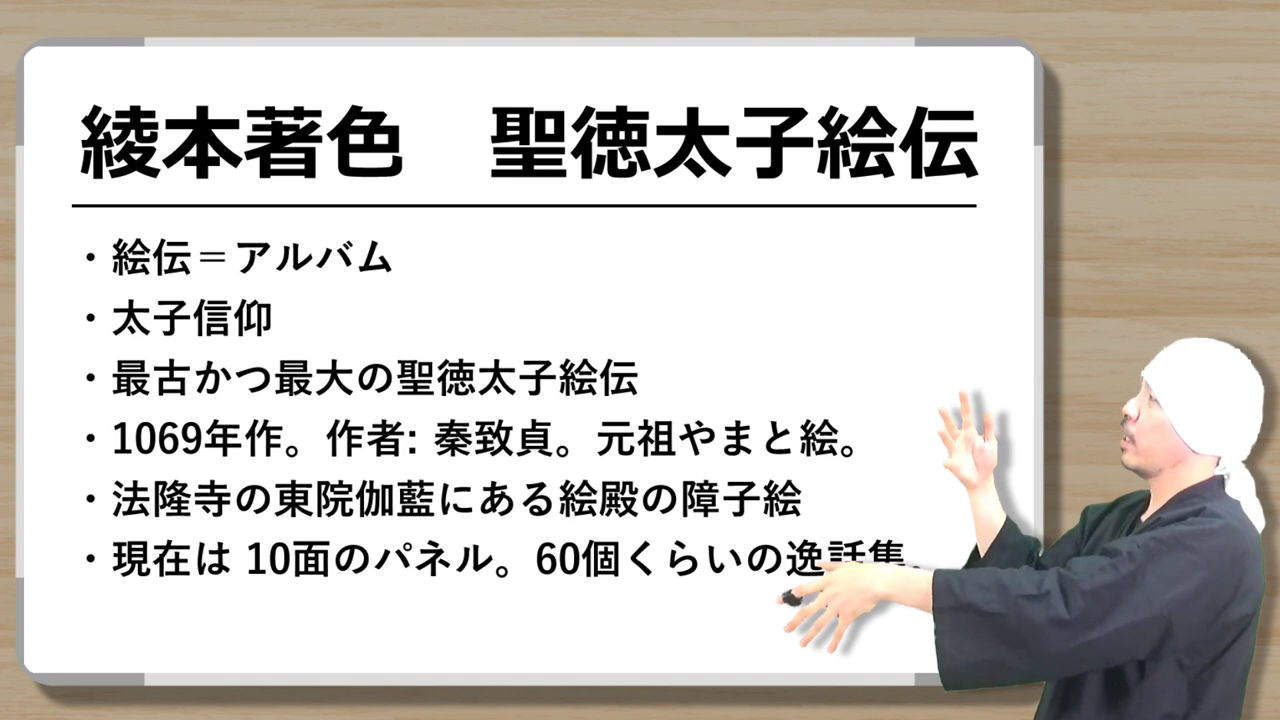 綾本著色　聖徳太子絵伝
・絵伝＝アルバム
・太子信仰
・最古かつ最大の聖徳太子絵伝
・1069年作。作者: 秦致貞。元祖やまと絵。
・法隆寺の東院伽藍にある絵殿の障子絵
・現在は 10面のパネル。60個くらいの逸話集。